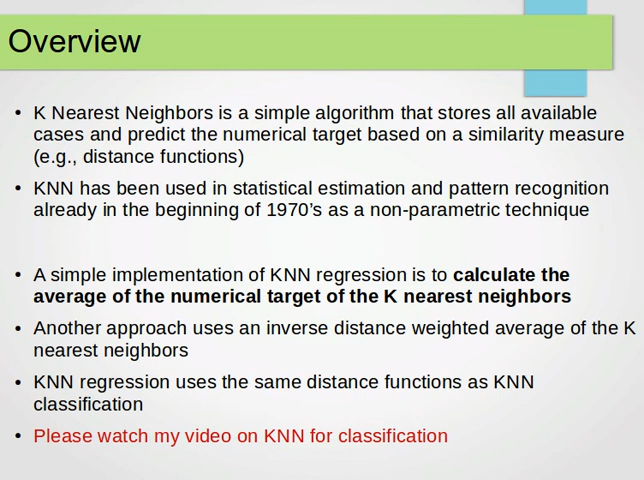 Overview
• K Nearest Neighbors is a simple algorithm that stores all available
cases and predict the numerical target based on a similarity measure
(e.g., distance functions)
• KNN has been used in statistical estimation and pattern recognition
already in the beginning of 1970’s as a non-parametric technique
• A simple implementation of KNN regression is to calculate the
average of the numerical target of the K nearest neighbors
• Another approach uses an inverse distance weighted average of the K
nearest neighbors
• KNN regression uses the same distance functions as KNN
classification
• Please watch my video on KNN for classification